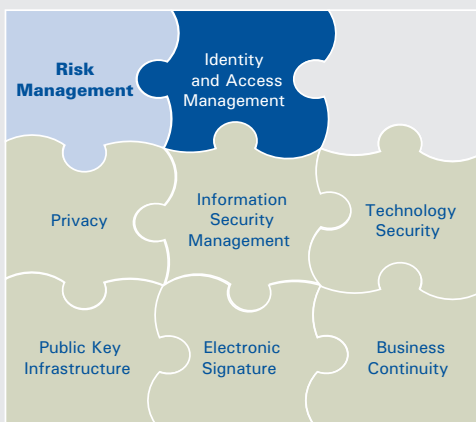 Risk
Management
Identity
and Access
Management
Privacy
Information
Security
Management
Technology
Security
Public Key
Infrastructure
Electronic
Signature
Business
Continuity